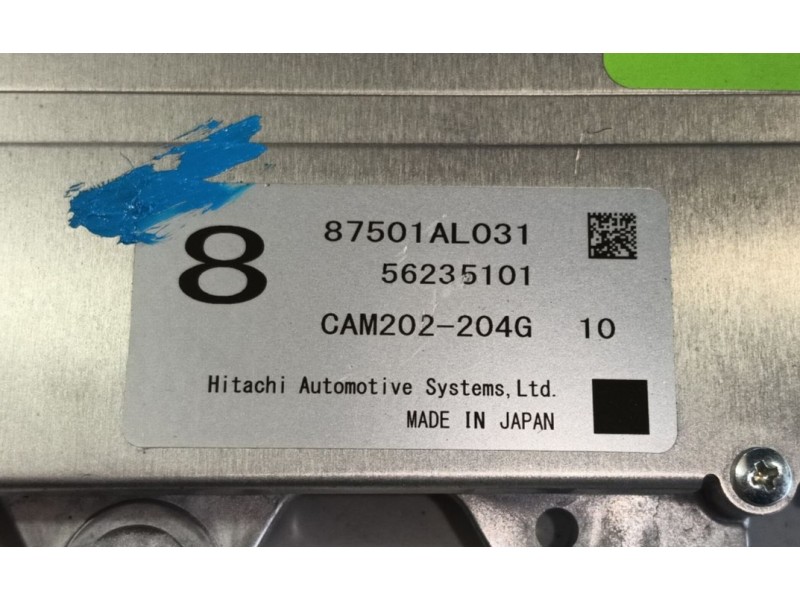 8
87501AL031
56235101
CAM202-204G 10
Hitachi Automotive Systems,Ltd.
MADE IN JAPAN